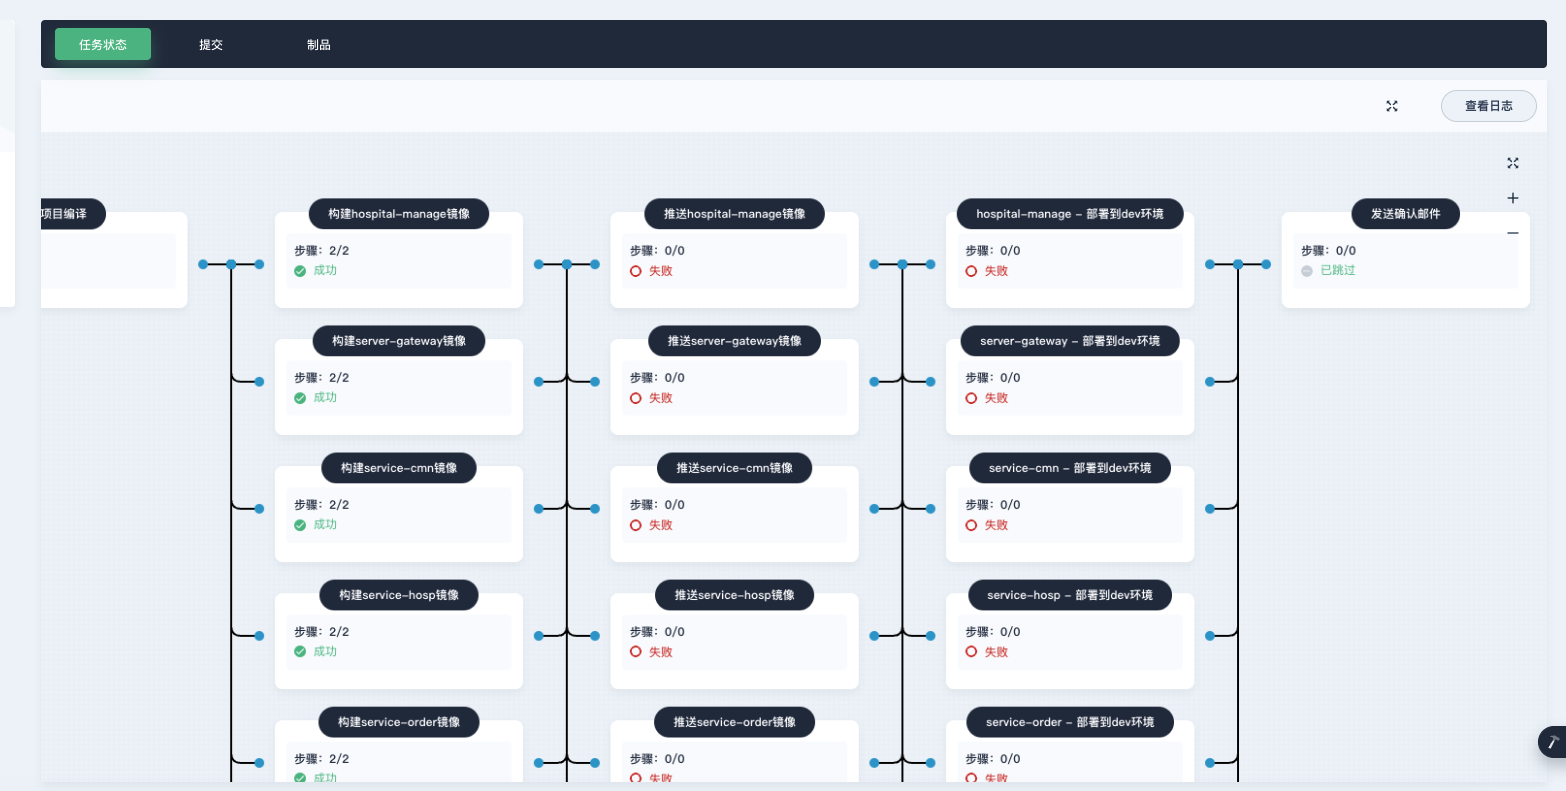 任务状态
提交
制品
查看日志
项目编译
构建hospital-manage镜像
步骤：2/2
成功
推送hospital-manage镜像
步骤：0/0
失败
hospital-manage - 部署到dev环境
步骤：0/0
失败
发送确认邮件
步骤：0/0
已跳过
构建server-gateway镜像
步骤：2/2
成功
推送server-gateway镜像
步骤：0/0
失败
server-gateway - 部署到dev环境
步骤：0/0
失败
构建service-cmn镜像
步骤：2/2
成功
推送service-cmn镜像
步骤：0/0
失败
service-cmn - 部署到dev环境
步骤：0/0
失败
构建service-hosp镜像
步骤：2/2
成功
推送service-hosp镜像
步骤：0/0
失败
service-hosp - 部署到dev环境
步骤：0/0
失败
构建service-order镜像
步骤：2/2
成功
推送service-order镜像
步骤：0/0
失败
service-order - 部署到dev环境
步骤：0/0
失败